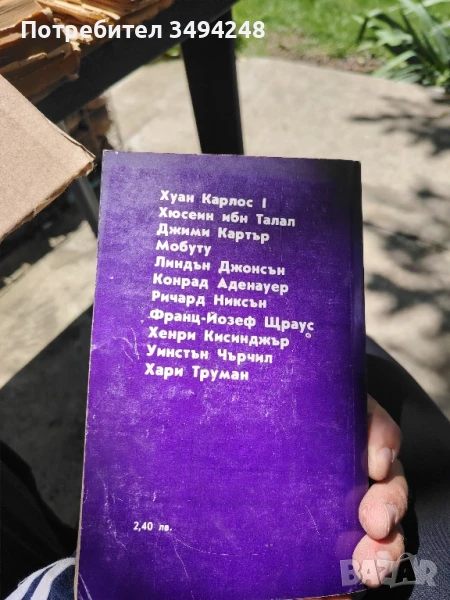 Потребител 3494248
Хуан Карлос I
Хюсеин ибн Талал
Джими Картър
Мобуту
Линдън Джонсън
Конрад Аденауер
Ричард Никсън
Франц-Йозеф Щраус
Хенри Кисинджър
Уинстън Чърчил
Хари Труман
2,40 лв.
BAZAR